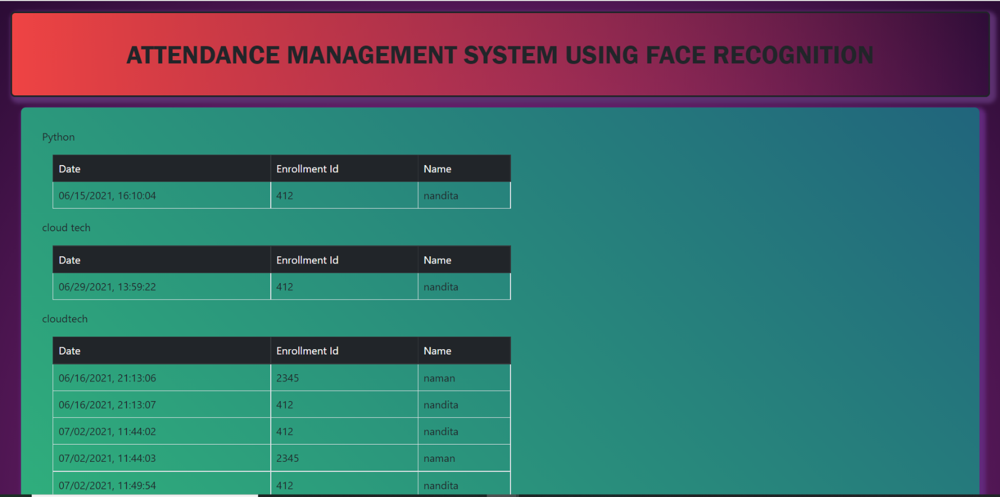 ATTENDANCE MANAGEMENT SYSTEM USING FACE RECOGNITION
Python
Date Enrollment Id Name
06/15/2021, 16:10:04 412 nandita
cloud tech
Date Enrollment Id Name
06/29/2021, 13:59:22 412 nandita
cloudtech
Date Enrollment Id Name
06/16/2021, 21:13:06 2345 naman
06/16/2021, 21:13:07 412 nandita
07/02/2021, 11:44:02 412 nandita
07/02/2021, 11:44:03 2345 naman
07/02/2021, 11:49:54 412 nandita